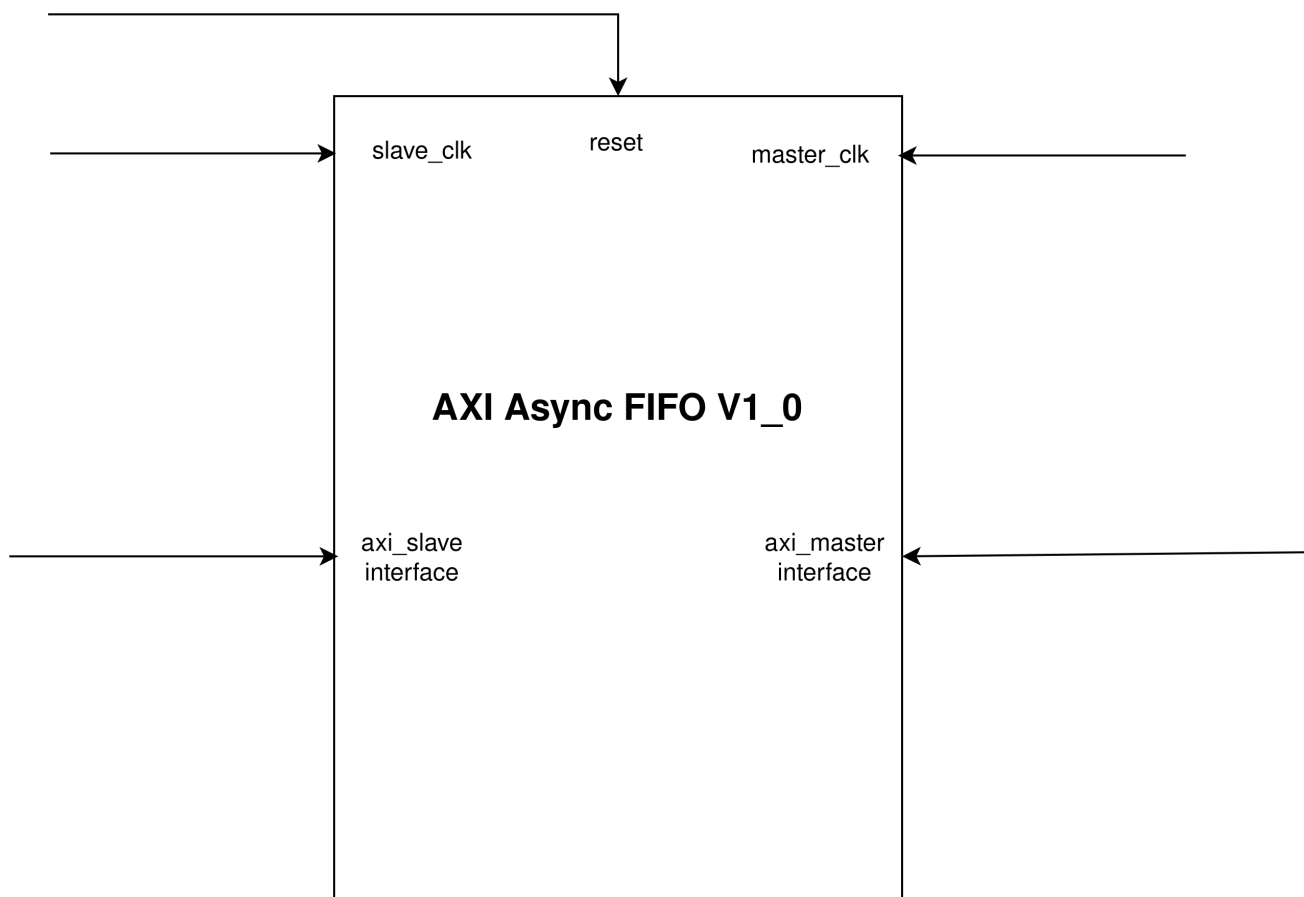 reset
slave_clk
master_clk
AXI Async FIFO V1_0
axi_slave
interface
axi_master
interface